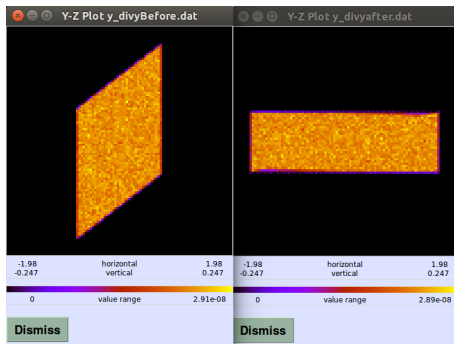 Y-Z Plot y_divyBefore.dat
-1.98 horizontal 1.98
-0.247 vertical 0.247
0 value range 2.91e-08
Dismiss
Y-Z Plot y_divyafter.dat
-1.98 horizontal 1.98
-0.247 vertical 0.247
0 value range 2.89e-08
Dismiss